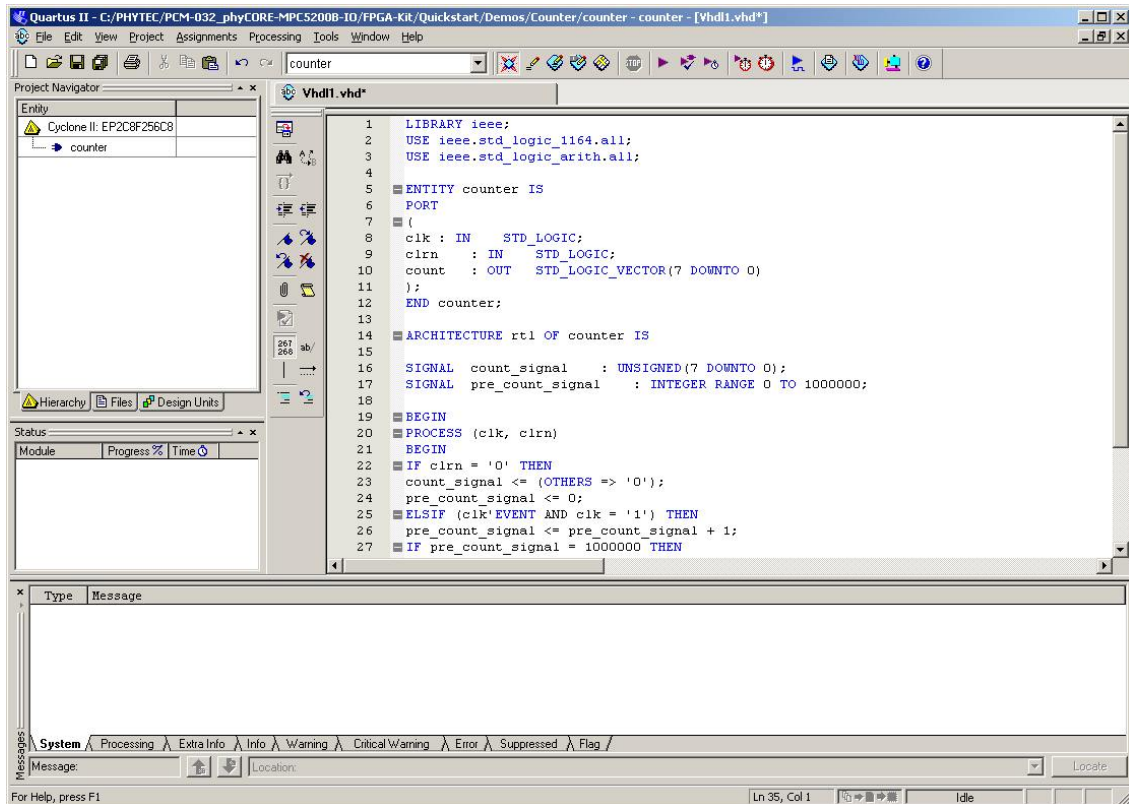 Quartus II - C:/PHYTEC/PCM-032_phyCORE-MPC5200B-IO/FPGA-Kit/Quickstart/Demos/Counter/counter - counter - [Vhdl1.vhd*]
File Edit View Project Assignments Processing Tools Window Help
counter
STOP
Project Navigator
Entity
Cyclone II: EP2C8F256C8
counter
Hierarchy Files Design Units
Status
Module Progress % Time
abc Vhdl1.vhd*
267
268 ab/
1 LIBRARY ieee;
2 USE ieee.std_logic_1164.all;
3 USE ieee.std_logic_arith.all;
4
5 ENTITY counter IS
6 PORT
7 (
8 clk : IN STD_LOGIC;
9 clrn : IN STD_LOGIC;
10 count : OUT STD_LOGIC_VECTOR(7 DOWNTO 0)
11 );
12 END counter;
13
14 ARCHITECTURE rtl OF counter IS
15
16 SIGNAL count_signal : UNSIGNED(7 DOWNTO 0);
17 SIGNAL pre_count_signal : INTEGER RANGE 0 TO 1000000;
18
19 BEGIN
20 PROCESS (clk, clrn)
21 BEGIN
22 IF clrn = '0' THEN
23 count_signal <= (OTHERS => '0');
24 pre_count_signal <= 0;
25 ELSIF (clk'EVENT AND clk = '1') THEN
26 pre_count_signal <= pre_count_signal + 1;
27 IF pre_count_signal = 1000000 THEN
Type Message
Messages
System Processing Extra Info Info Warning Critical Warning Error Suppressed Flag
Message: Location: Locate
For Help, press F1 Ln 35, Col 1 Idle